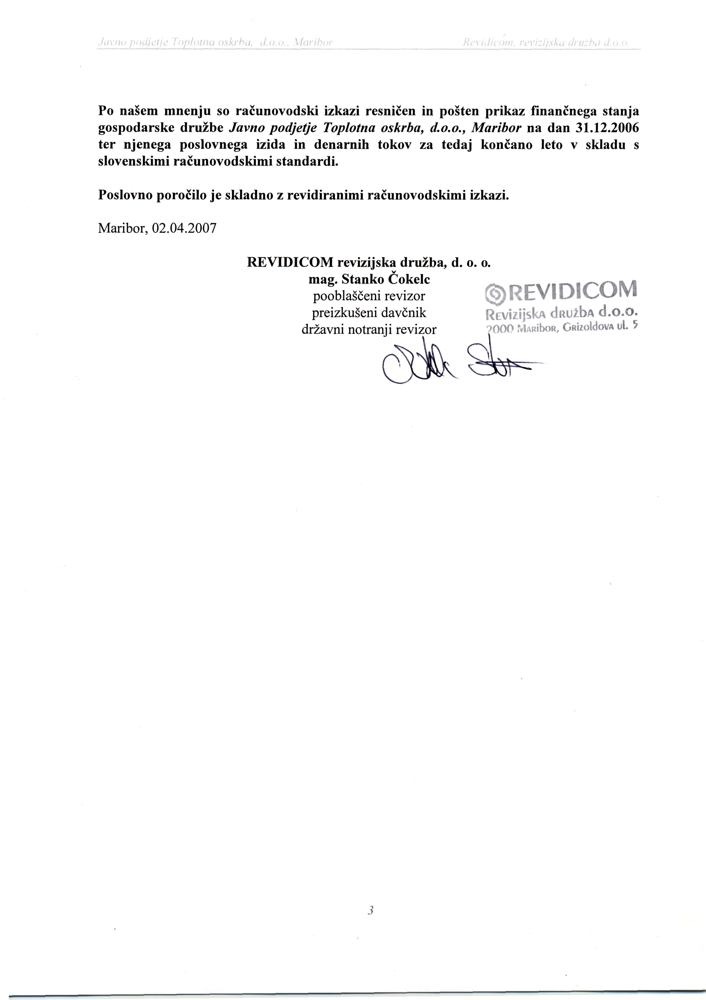 Javno podjetje Toplotna oskrba, d.o.o., Maribor Revidicom, revizijska družba d.o.o.
Po našem mnenju so računovodski izkazi resničen in pošten prikaz finančnega stanja
gospodarske družbe Javno podjetje Toplotna oskrba, d.o.o., Maribor na dan 31.12.2006
ter njenega poslovnega izida in denarnih tokov za tedaj končano leto v skladu s
slovenskimi računovodskimi standardi.
Poslovno poročilo je skladno z revidiranimi računovodskimi izkazi.
Maribor, 02.04.2007
REVIDICOM revizijska družba, d. o. o.
mag. Stanko Čokelc
pooblaščeni revizor
preizkušeni davčnik
državni notranji revizor
REVIDICOM
Revizijska družba d.o.o.
2000 Maribor, Grizoldova ul. 5
3